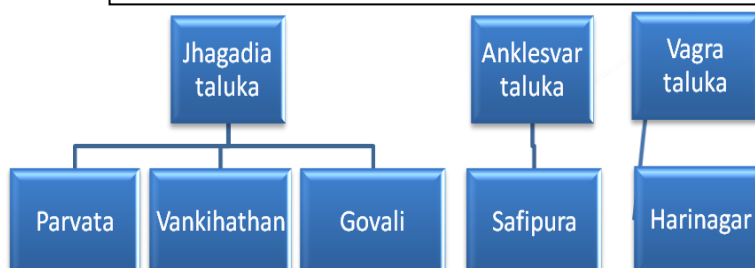 Jhagadia
taluka
Anklesvar
taluka
Vagra
taluka
Parvata
Vankihathan
Govali
Safipura
Harinagar